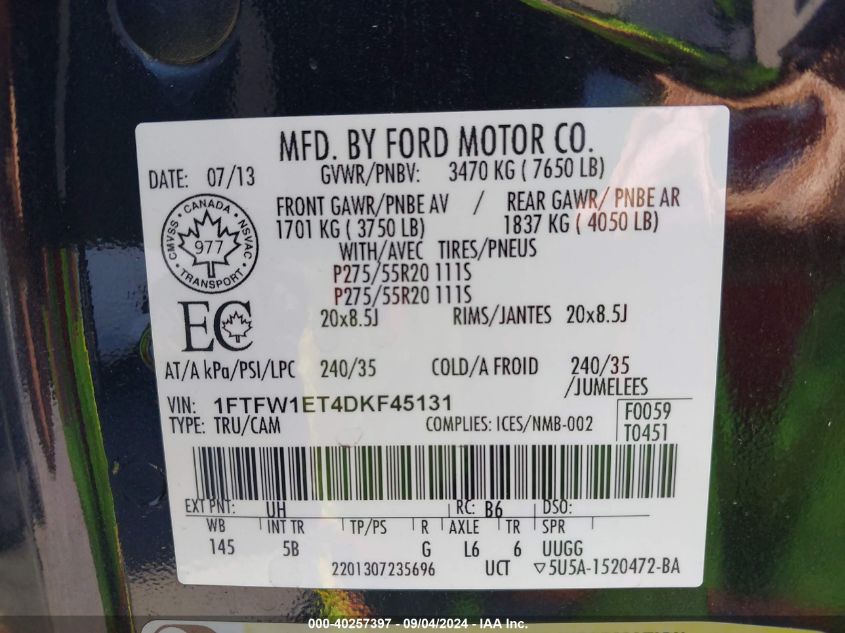 MFD. BY FORD MOTOR CO.
DATE: 07/13 GVWR/PNBV: 3470 KG ( 7650 LB)
FRONT GAWR/PNBE AV / REAR GAWR/ PNBE AR
1701 KG ( 3750 LB) 1837 KG ( 4050 LB)
WITH/AVEC TIRES/PNEUS
P275/55R20 111S
P275/55R20 111S
20x8.5J RIMS/JANTES 20x8.5J
CMVSS • CANADA • NSVAC
977
TRANSPORT
EC
AT/A kPa/PSI/LPC 240/35 COLD/A FROID 240/35
/JUMELEES
VIN: 1FTFW1ET4DKF45131
TYPE: TRU/CAM COMPLIES: ICES/NMB-002
F0059
T0451
EXT PNT: UH RC: B6 DSO:
WB INT TR TP/PS R AXLE TR SPR
145 5B G L6 6 UUGG
2201307235696 UCT ▽5U5A-1520472-BA
000-40257397 - 09/04/2024 - IAA Inc.